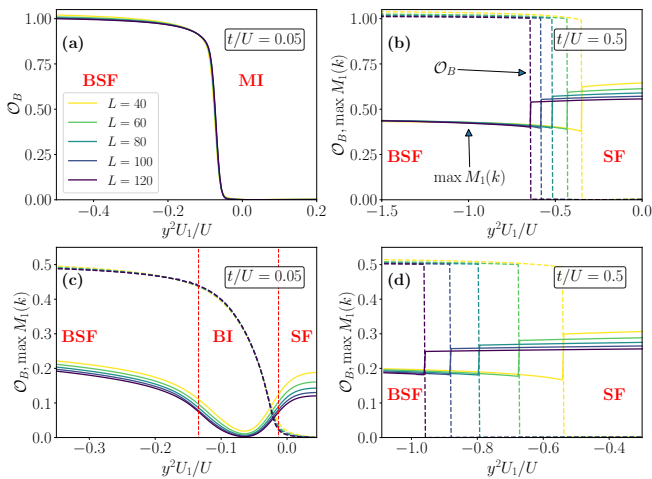 (a)
t/U = 0.05
BSF
MI
L = 40
L = 60
L = 80
L = 100
L = 120
𝒪_B
1.00
0.75
0.50
0.25
0.00
−0.4
−0.2
0.0
0.2
y²U₁/U
(b)
t/U = 0.5
𝒪_B
max M₁(k)
BSF
SF
𝒪_B, max M₁(k)
1.00
0.75
0.50
0.25
0.00
−1.5
−1.0
−0.5
0.0
y²U₁/U
(c)
t/U = 0.05
BSF
BI
SF
𝒪_B, max M₁(k)
0.5
0.4
0.3
0.2
0.1
0.0
−0.3
−0.2
−0.1
0.0
y²U₁/U
(d)
t/U = 0.5
BSF
SF
𝒪_B, max M₁(k)
0.5
0.4
0.3
0.2
0.1
0.0
−1.0
−0.8
−0.6
−0.4
y²U₁/U